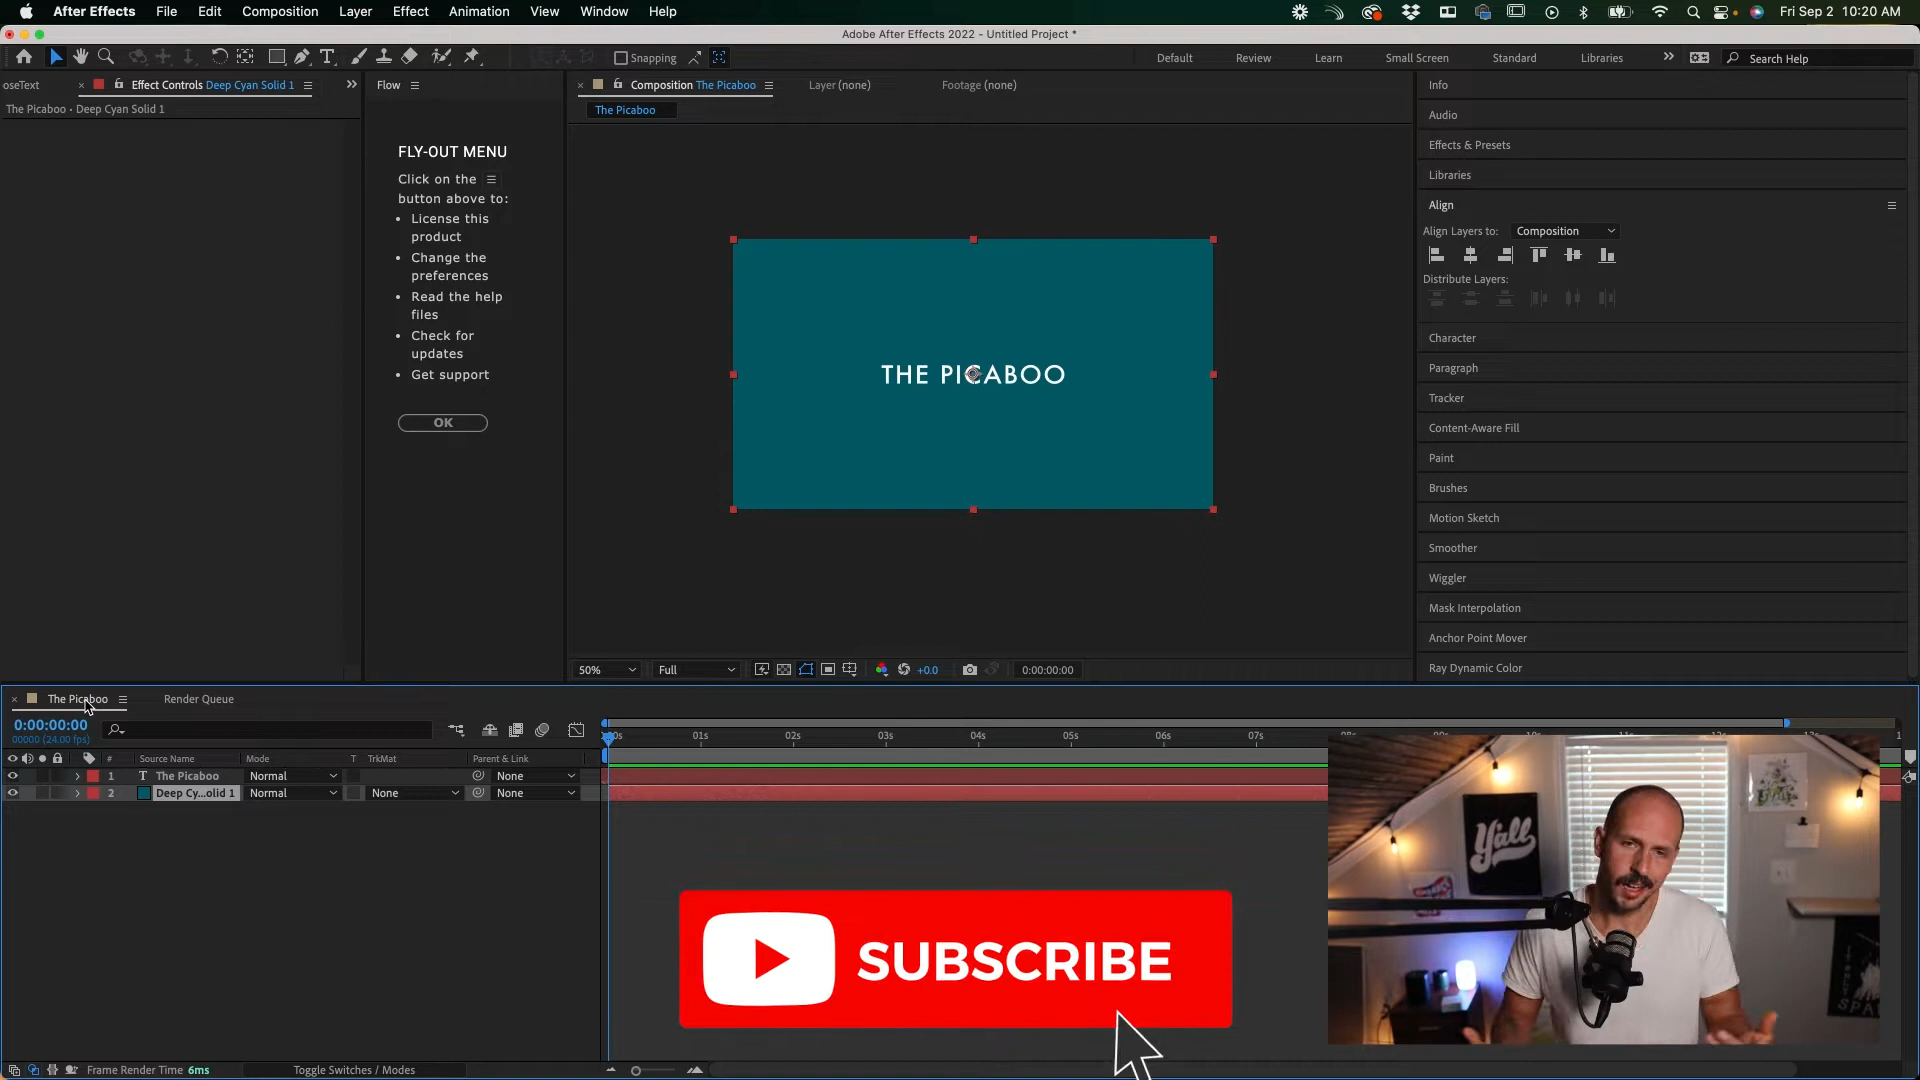 After Effects File Edit Composition Layer Effect Animation View Window Help
Fri Sep 2 10:20 AM
Adobe After Effects 2022 - Untitled Project *
Snapping
Default Review Learn Small Screen Standard Libraries
Search Help
oseText
Effect Controls Deep Cyan Solid 1
Flow
Composition The Picaboo
Layer (none)
Footage (none)
The Picaboo • Deep Cyan Solid 1
The Picaboo
FLY-OUT MENU
Click on the
button above to:
• License this
product
• Change the
preferences
• Read the help
files
• Check for
updates
• Get support
OK
THE PICABOO
50%
Full
+0.0
0:00:00:00
Info
Audio
Effects & Presets
Libraries
Align
Align Layers to: Composition
Distribute Layers:
Character
Paragraph
Tracker
Content-Aware Fill
Paint
Brushes
Motion Sketch
Smoother
Wiggler
Mask Interpolation
Anchor Point Mover
Ray Dynamic Color
The Picaboo
Render Queue
0:00:00:00
00000 (24.00 fps)
01s 02s 03s 04s 05s 06s 07s
# Source Name Mode T TrkMat Parent & Link
1 T The Picaboo Normal None
2 Deep Cy...olid 1 Normal None None
SUBSCRIBE
Y'all
Frame Render Time 6ms
Toggle Switches / Modes